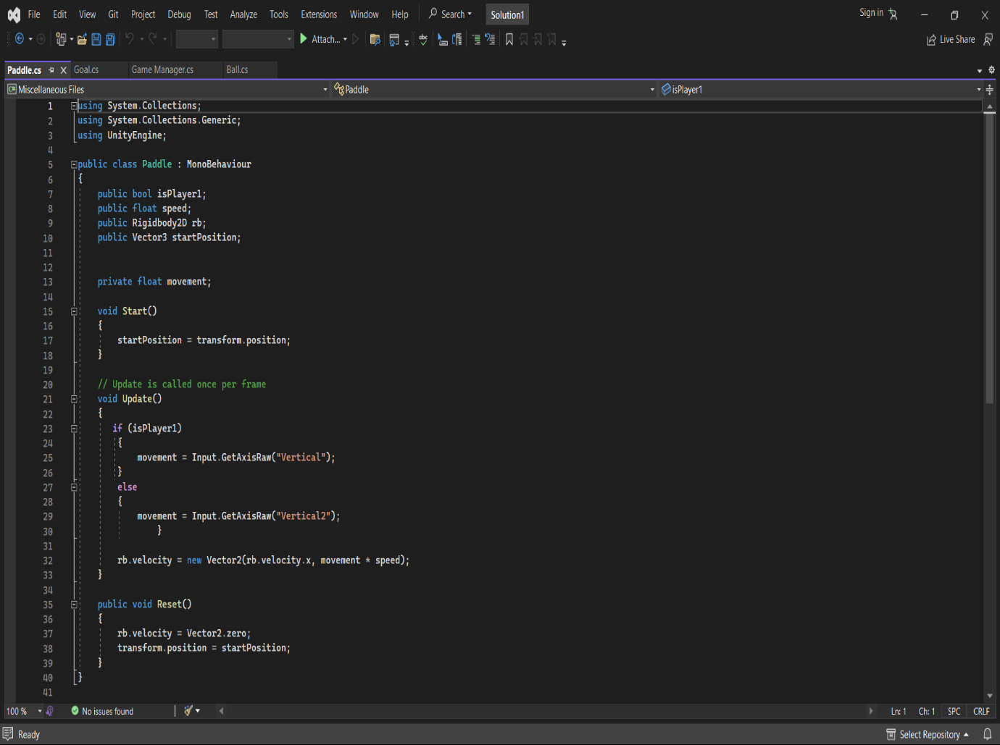 File Edit View Git Project Debug Test Analyze Tools Extensions Window Help Search Solution1 Sign in
Attach... Live Share
Paddle.cs Goal.cs Game Manager.cs Ball.cs
C# Miscellaneous Files Paddle isPlayer1
1 using System.Collections;
2 using System.Collections.Generic;
3 using UnityEngine;
4
5 public class Paddle : MonoBehaviour
6 {
7 public bool isPlayer1;
8 public float speed;
9 public Rigidbody2D rb;
10 public Vector3 startPosition;
11
12
13 private float movement;
14
15 void Start()
16 {
17 startPosition = transform.position;
18 }
19
20 // Update is called once per frame
21 void Update()
22 {
23 if (isPlayer1)
24 {
25 movement = Input.GetAxisRaw("Vertical");
26 }
27 else
28 {
29 movement = Input.GetAxisRaw("Vertical2");
30 }
31
32 rb.velocity = new Vector2(rb.velocity.x, movement * speed);
33 }
34
35 public void Reset()
36 {
37 rb.velocity = Vector2.zero;
38 transform.position = startPosition;
39 }
40 }
41
100 % No issues found Ln: 1 Ch: 1 SPC CRLF
Ready Select Repository